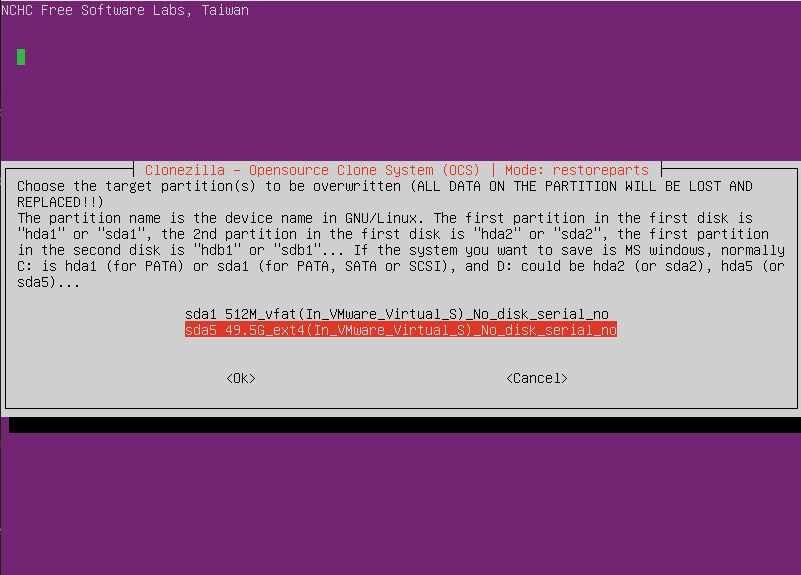 NCHC Free Software Labs, Taiwan
Clonezilla - Opensource Clone System (OCS) | Mode: restoreparts
Choose the target partition(s) to be overwritten (ALL DATA ON THE PARTITION WILL BE LOST AND
REPLACED!!)
The partition name is the device name in GNU/Linux. The first partition in the first disk is
"hda1" or "sda1", the 2nd partition in the first disk is "hda2" or "sda2", the first partition
in the second disk is "hdb1" or "sdb1"... If the system you want to save is MS windows, normally
C: is hda1 (for PATA) or sda1 (for PATA, SATA or SCSI), and D: could be hda2 (or sda2), hda5 (or
sda5)...
sda1 512M_vfat(In_VMware_Virtual_S)_No_disk_serial_no
sda5 49.5G_ext4(In_VMware_Virtual_S)_No_disk_serial_no
<Ok> <Cancel>